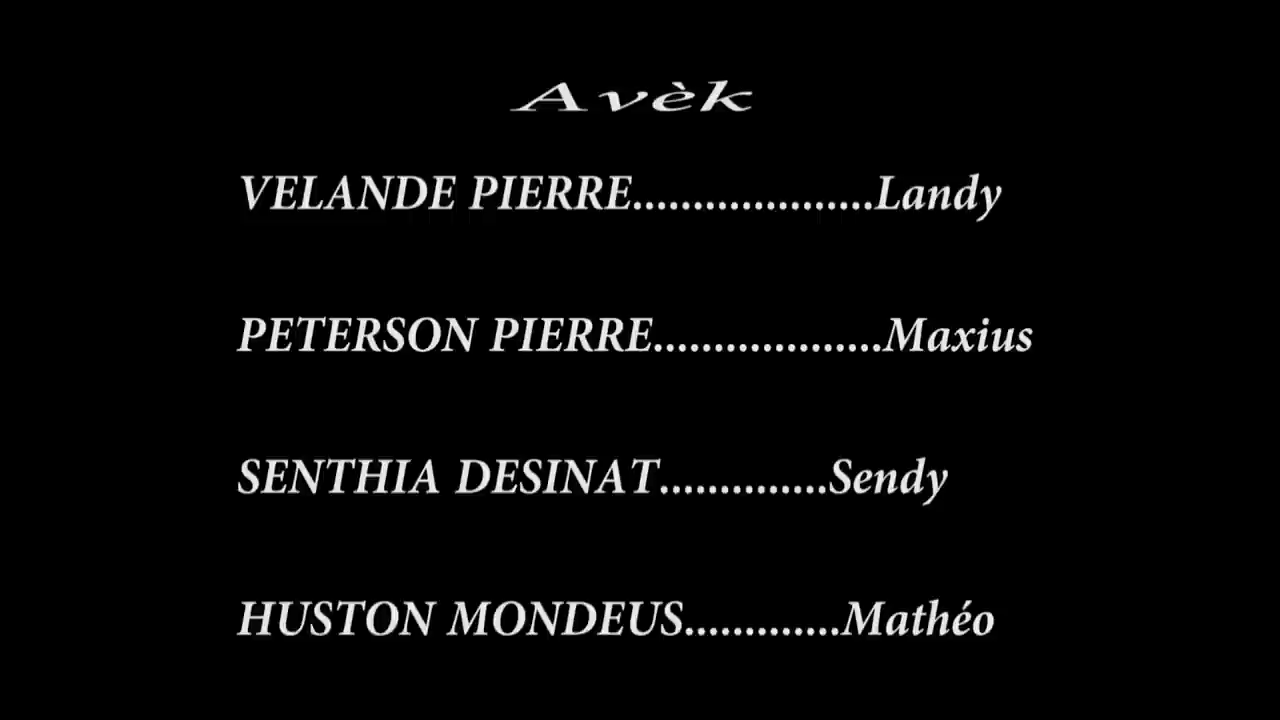 Avèk
VELANDE PIERRE....................Landy
PETERSON PIERRE...................Maxius
SENTHIA DESINAT..............Sendy
HUSTON MONDEUS.............Mathéo